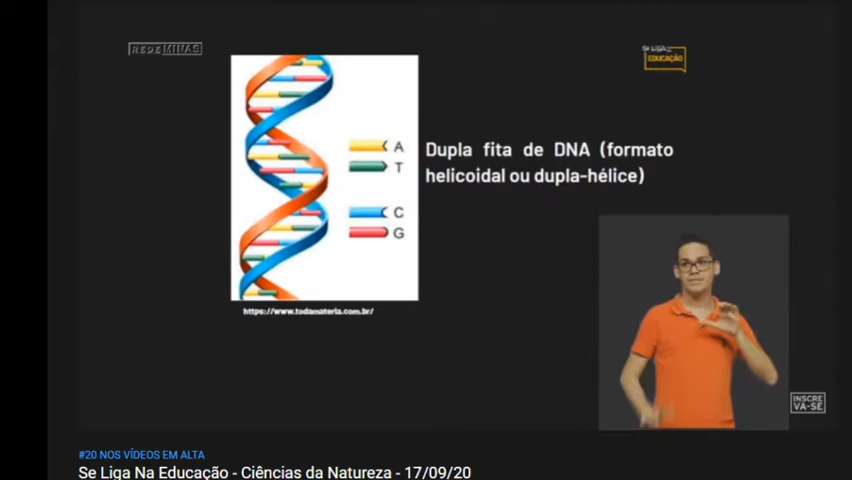 REDE MINAS
SE LIGA NA
EDUCAÇÃO
A
T
C
G
Dupla fita de DNA (formato
helicoidal ou dupla-hélice)
https://www.todamateria.com.br/
INSCRE
VA-SE
#20 NOS VÍDEOS EM ALTA
Se Liga Na Educação - Ciências da Natureza - 17/09/20